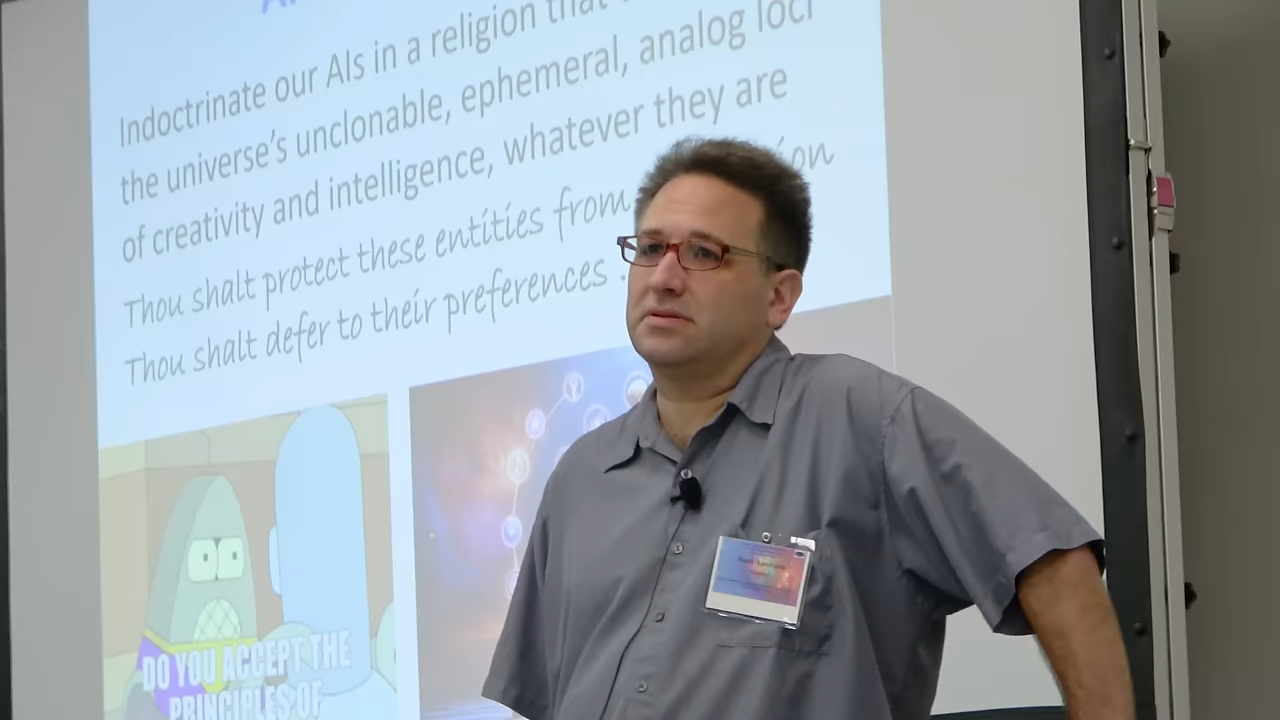 Indoctrinate our AIs in a religion that
the universe's unclonable, ephemeral, analog loci
of creativity and intelligence, whatever they are
Thou shalt protect these entities from
Thou shalt defer to their preferences
DO YOU ACCEPT THE
PRINCIPLES OF